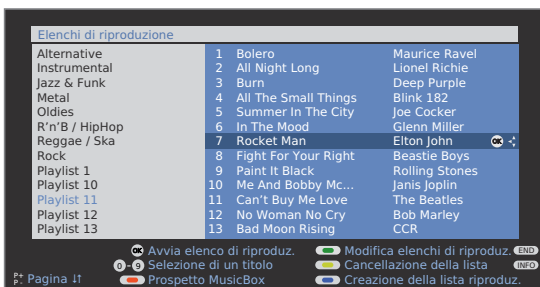 Elenchi di riproduzione
Alternative 1 Bolero Maurice Ravel
Instrumental 2 All Night Long Lionel Richie
Jazz & Funk 3 Burn Deep Purple
Metal 4 All The Small Things Blink 182
Oldies 5 Summer In The City Joe Cocker
R'n'B / HipHop 6 In The Mood Glenn Miller
Reggae / Ska 7 Rocket Man Elton John OK
Rock 8 Fight For Your Right Beastie Boys
Playlist 1 9 Paint It Black Rolling Stones
Playlist 10 10 Me And Bobby Mc... Janis Joplin
Playlist 11 11 Can't Buy Me Love The Beatles
Playlist 12 12 No Woman No Cry Bob Marley
Playlist 13 13 Bad Moon Rising CCR
OK Avvia elenco di riproduz. Modifica elenchi di riproduz. END
0-9 Selezione di un titolo Cancellazione della lista INFO
P+ P- Pagina ↓↑ Prospetto MusicBox Creazione della lista riproduz.